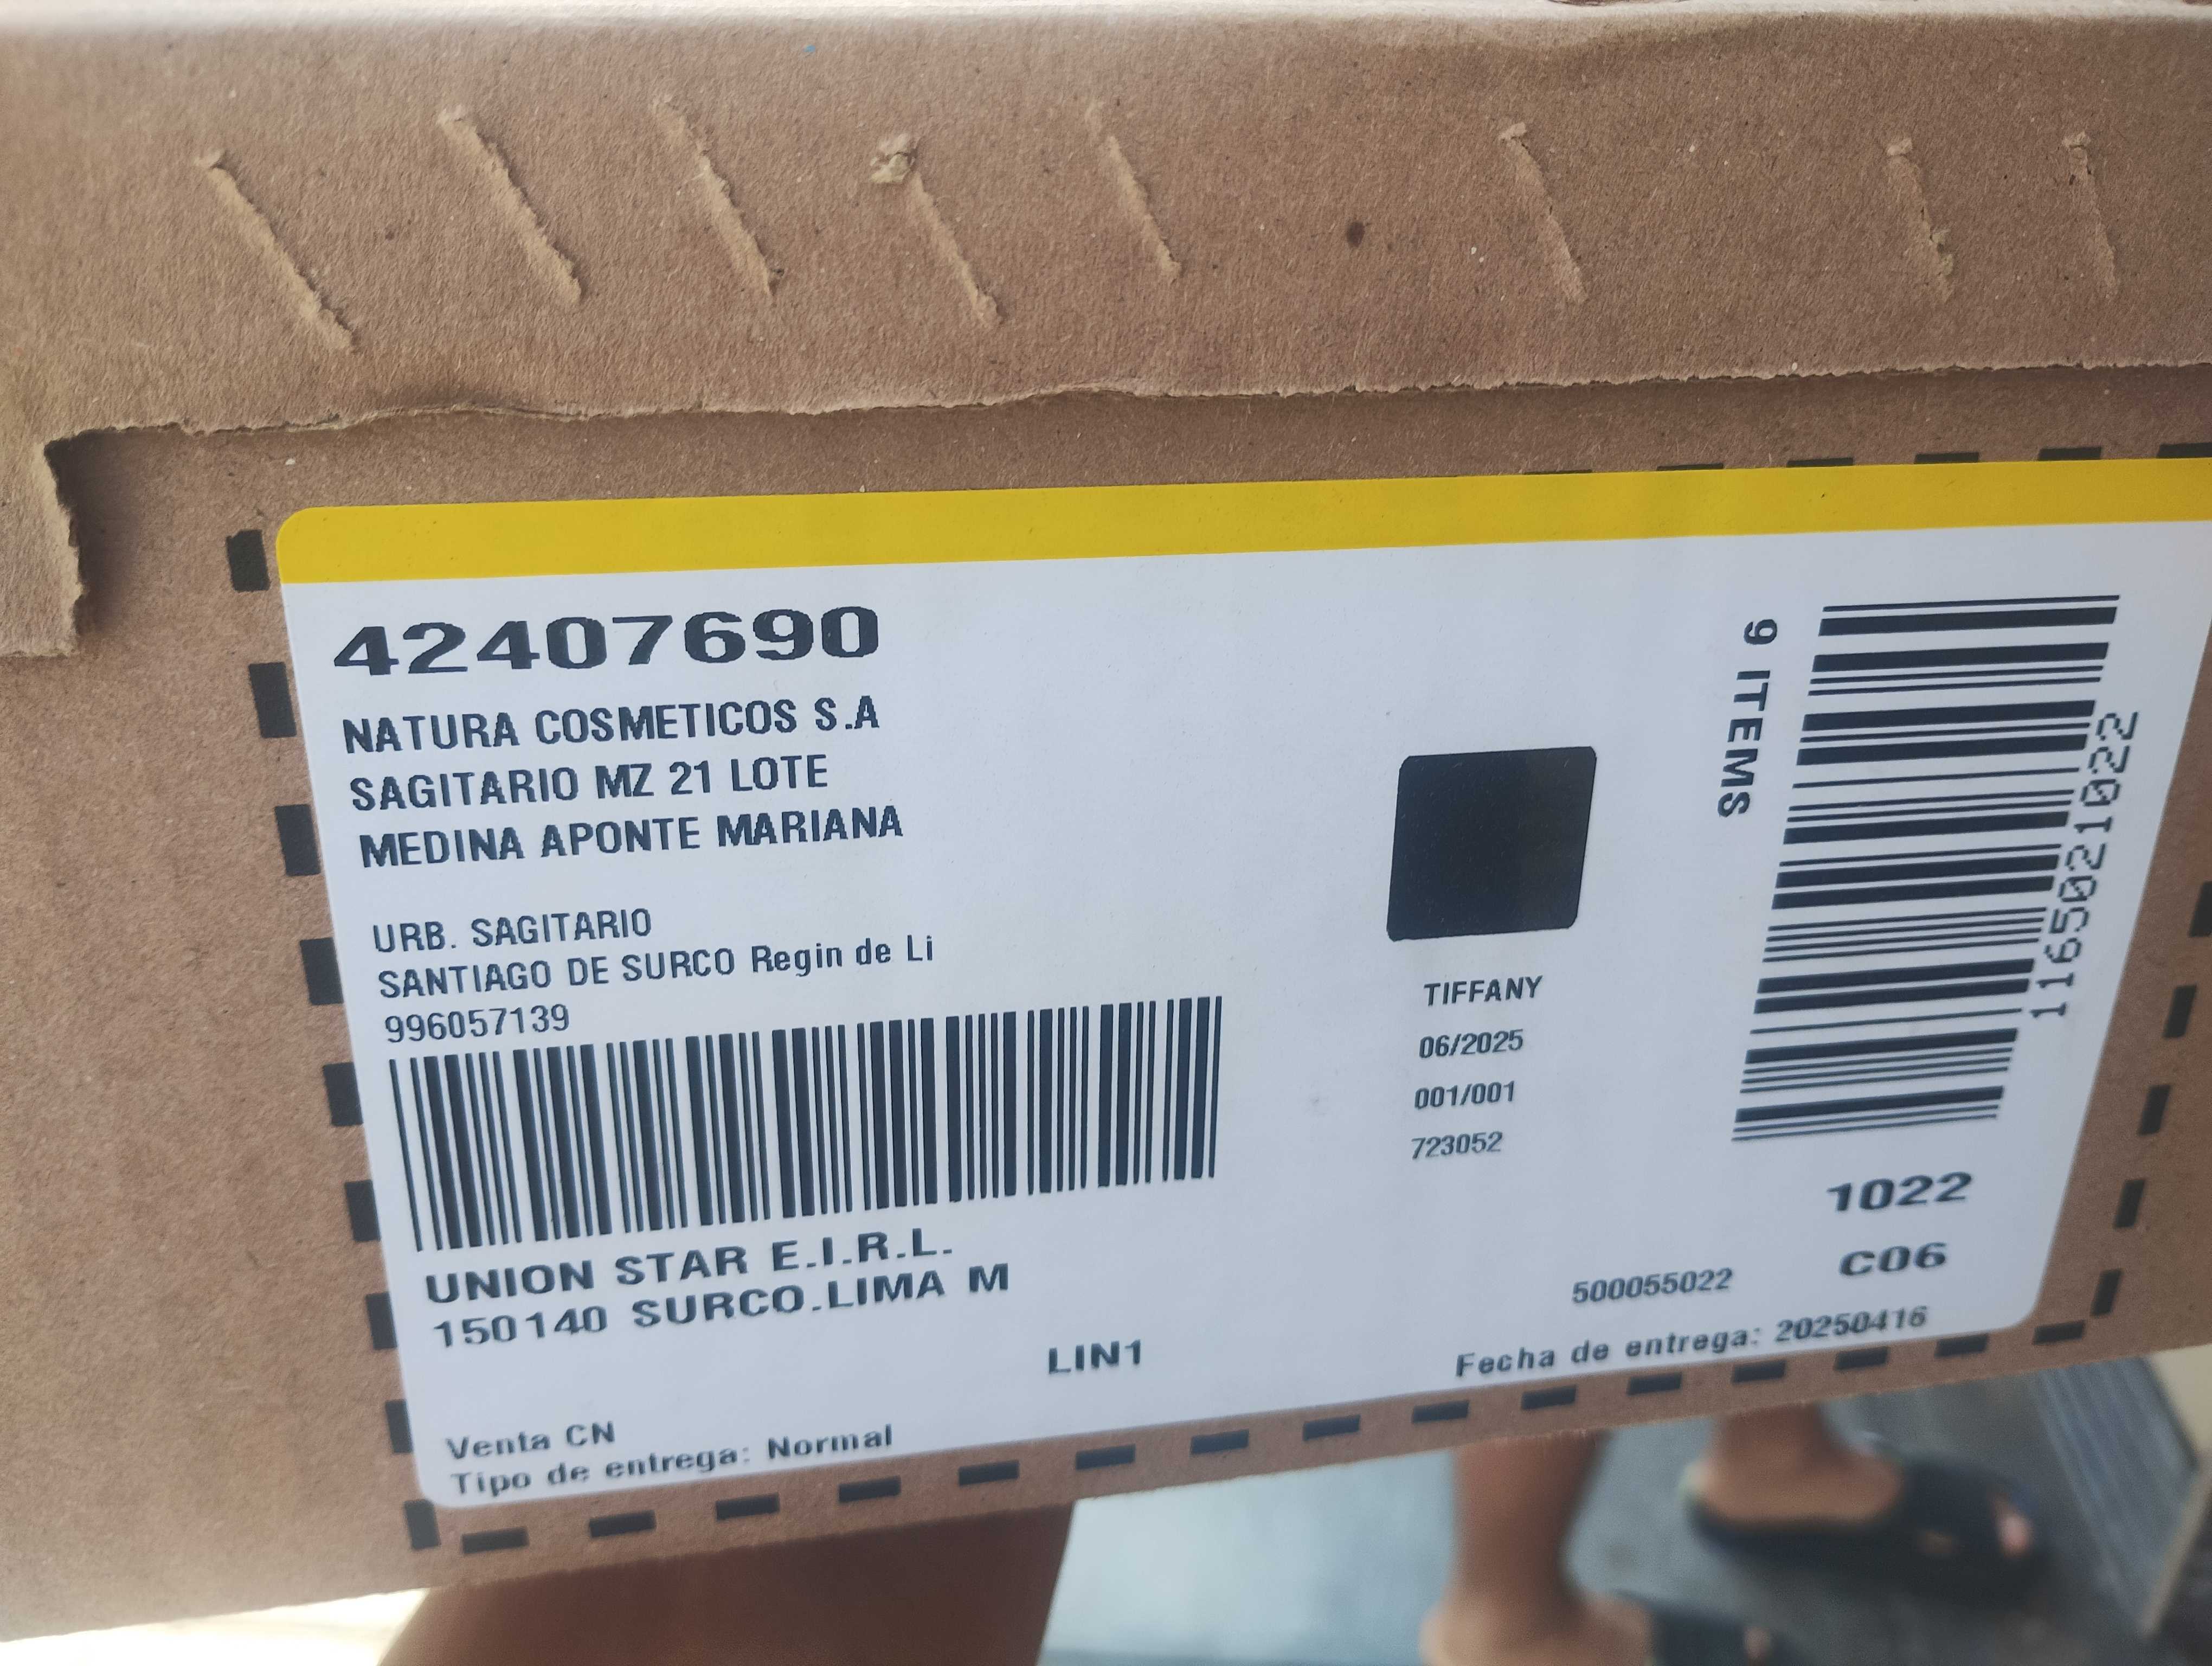 42407690
NATURA COSMETICOS S.A
SAGITARIO MZ 21 LOTE
MEDINA APONTE MARIANA
URB. SAGITARIO
SANTIAGO DE SURCO Regin de Li
996057139
UNION STAR E.I.R.L.
150140 SURCO.LIMA M
LIN1
Venta CN
Tipo de entrega: Normal
TIFFANY
06/2025
001/001
723052
9 ITEMS
1165021022
1022
C06
500055022
Fecha de entrega: 20250416